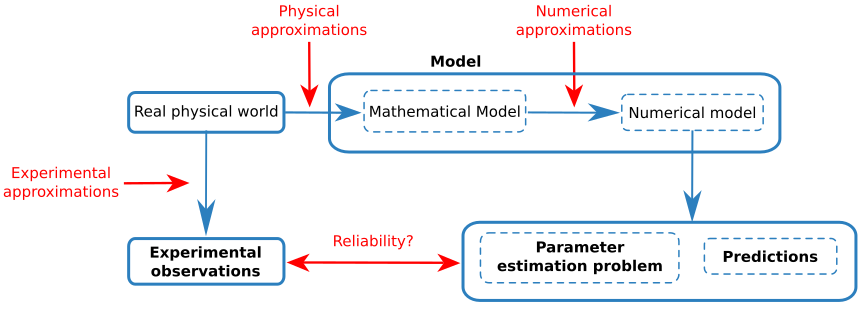 Physical
approximations
Numerical
approximations
Model
Real physical world
Mathematical Model
Numerical model
Experimental
approximations
Experimental
observations
Reliability?
Parameter
estimation problem
Predictions